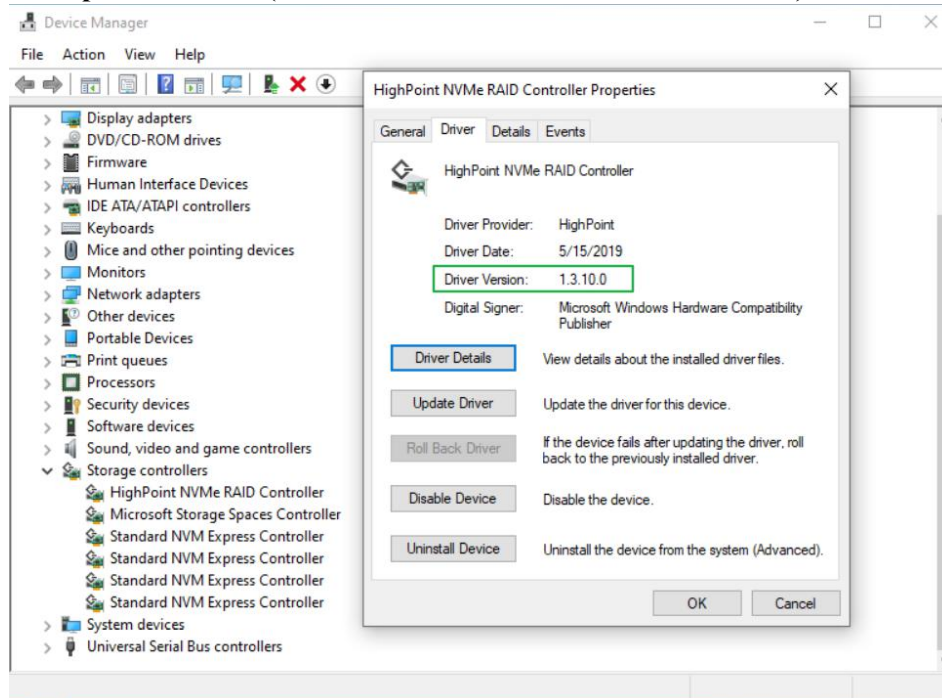 Device Manager
File Action View Help
Display adapters
DVD/CD-ROM drives
Firmware
Human Interface Devices
IDE ATA/ATAPI controllers
Keyboards
Mice and other pointing devices
Monitors
Network adapters
Other devices
Portable Devices
Print queues
Processors
Security devices
Software devices
Sound, video and game controllers
Storage controllers
HighPoint NVMe RAID Controller
Microsoft Storage Spaces Controller
Standard NVM Express Controller
Standard NVM Express Controller
Standard NVM Express Controller
Standard NVM Express Controller
System devices
Universal Serial Bus controllers
HighPoint NVMe RAID Controller Properties
General Driver Details Events
HighPoint NVMe RAID Controller
Driver Provider: HighPoint
Driver Date: 5/15/2019
Driver Version: 1.3.10.0
Digital Signer: Microsoft Windows Hardware Compatibility
Publisher
Driver Details View details about the installed driver files.
Update Driver Update the driver for this device.
Roll Back Driver If the device fails after updating the driver, roll
back to the previously installed driver.
Disable Device Disable the device.
Uninstall Device Uninstall the device from the system (Advanced).
OK Cancel